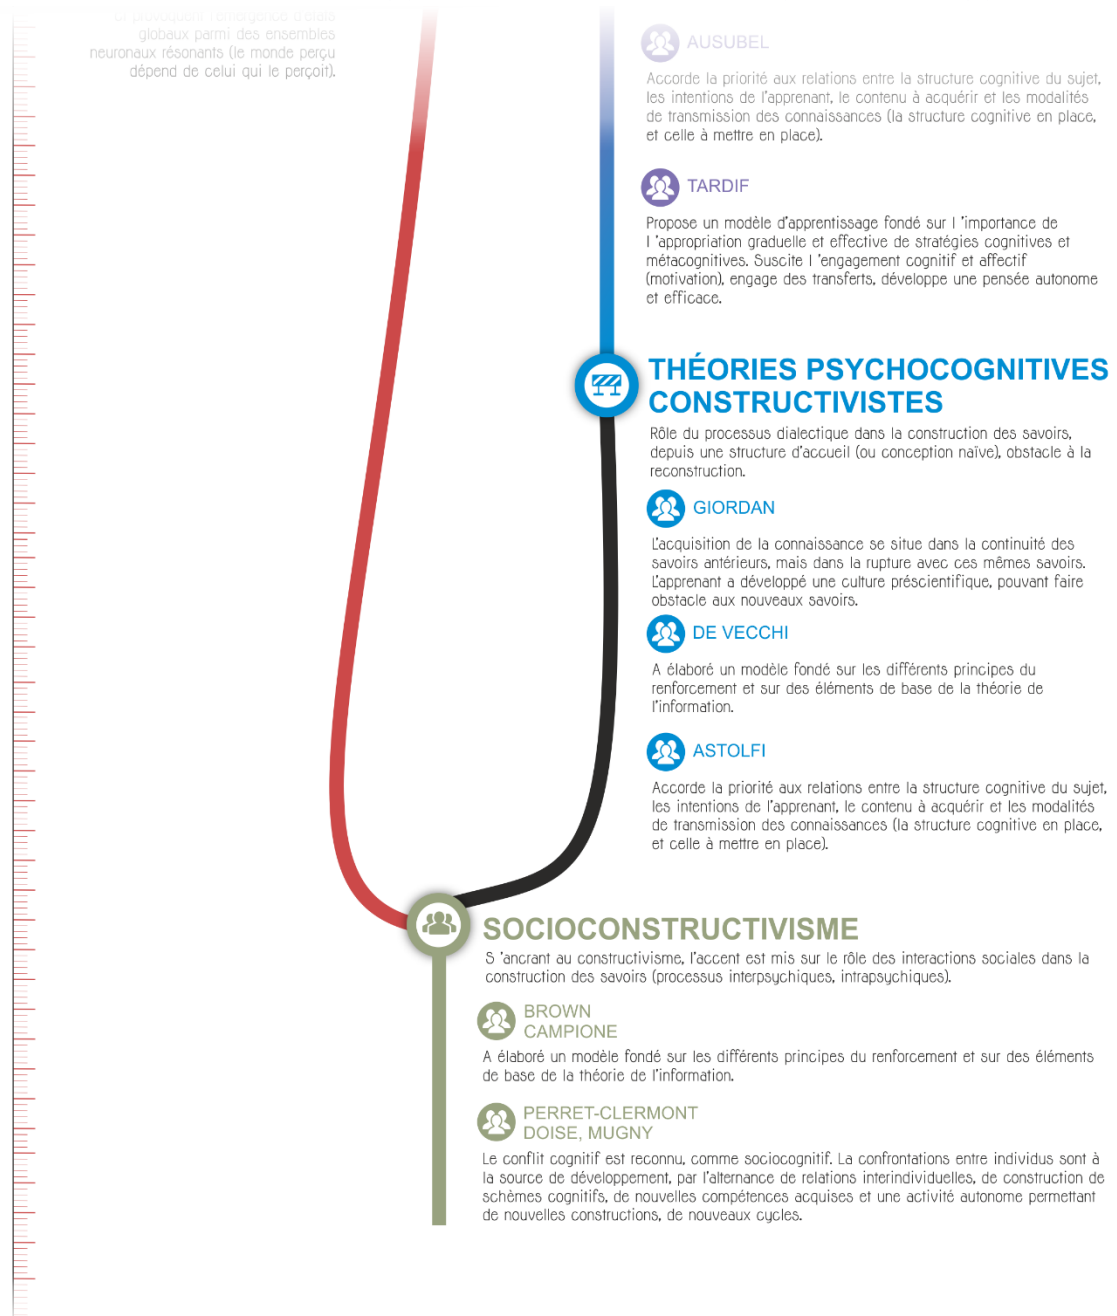 et provoquent l'émergence d'états
globaux parmi des ensembles
neuronaux résonants (le monde perçu
dépend de celui qui le perçoit).
AUSUBEL
Accorde la priorité aux relations entre la structure cognitive du sujet,
les intentions de l'apprenant, le contenu à acquérir et les modalités
de transmission des connaissances (la structure cognitive en place,
et celle à mettre en place).
TARDIF
Propose un modèle d'apprentissage fondé sur l 'importance de
l 'appropriation graduelle et effective de stratégies cognitives et
métacognitives. Suscite l 'engagement cognitif et affectif
(motivation), engage des transferts, développe une pensée autonome
et efficace.
THÉORIES PSYCHOCOGNITIVES
CONSTRUCTIVISTES
Rôle du processus dialectique dans la construction des savoirs,
depuis une structure d'accueil (ou conception naïve), obstacle à la
reconstruction.
GIORDAN
L'acquisition de la connaissance se situe dans la continuité des
savoirs antérieurs, mais dans la rupture avec ces mêmes savoirs.
L'apprenant a développé une culture préscientifique, pouvant faire
obstacle aux nouveaux savoirs.
DE VECCHI
A élaboré un modèle fondé sur les différents principes du
renforcement et sur des éléments de base de la théorie de
l'information.
ASTOLFI
Accorde la priorité aux relations entre la structure cognitive du sujet,
les intentions de l'apprenant, le contenu à acquérir et les modalités
de transmission des connaissances (la structure cognitive en place,
et celle à mettre en place).
SOCIOCONSTRUCTIVISME
S 'ancrant au constructivisme, l'accent est mis sur le rôle des interactions sociales dans la
construction des savoirs (processus interpsychiques, intrapsychiques).
BROWN
CAMPIONE
A élaboré un modèle fondé sur les différents principes du renforcement et sur des éléments
de base de la théorie de l'information.
PERRET-CLERMONT
DOISE, MUGNY
Le conflit cognitif est reconnu, comme sociocognitif. La confrontations entre individus sont à
la source de développement, par l'alternance de relations interindividuelles, de construction de
schèmes cognitifs, de nouvelles compétences acquises et une activité autonome permettant
de nouvelles constructions, de nouveaux cycles.